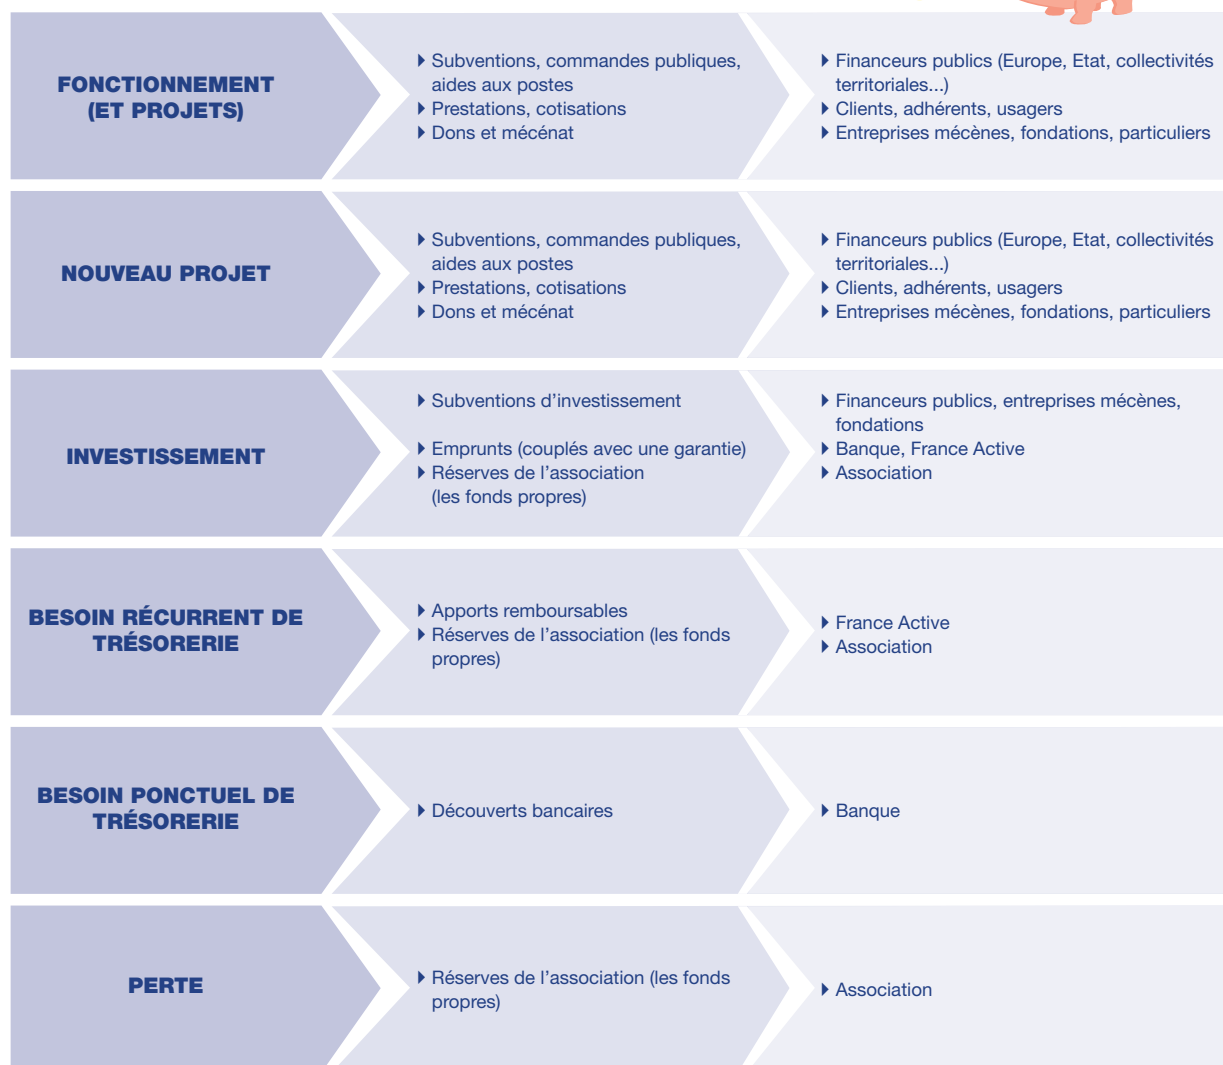 FONCTIONNEMENT
(ET PROJETS)
Subventions, commandes publiques,
aides aux postes
Prestations, cotisations
Dons et mécénat
Financeurs publics (Europe, Etat, collectivités
territoriales...)
Clients, adhérents, usagers
Entreprises mécènes, fondations, particuliers
NOUVEAU PROJET
Subventions, commandes publiques,
aides aux postes
Prestations, cotisations
Dons et mécénat
Financeurs publics (Europe, Etat, collectivités
territoriales...)
Clients, adhérents, usagers
Entreprises mécènes, fondations, particuliers
INVESTISSEMENT
Subventions d'investissement
Emprunts (couplés avec une garantie)
Réserves de l'association
(les fonds propres)
Financeurs publics, entreprises mécènes,
fondations
Banque, France Active
Association
BESOIN RÉCURRENT DE
TRÉSORERIE
Apports remboursables
Réserves de l'association (les fonds
propres)
France Active
Association
BESOIN PONCTUEL DE
TRÉSORERIE
Découverts bancaires
Banque
PERTE
Réserves de l'association (les fonds
propres)
Association